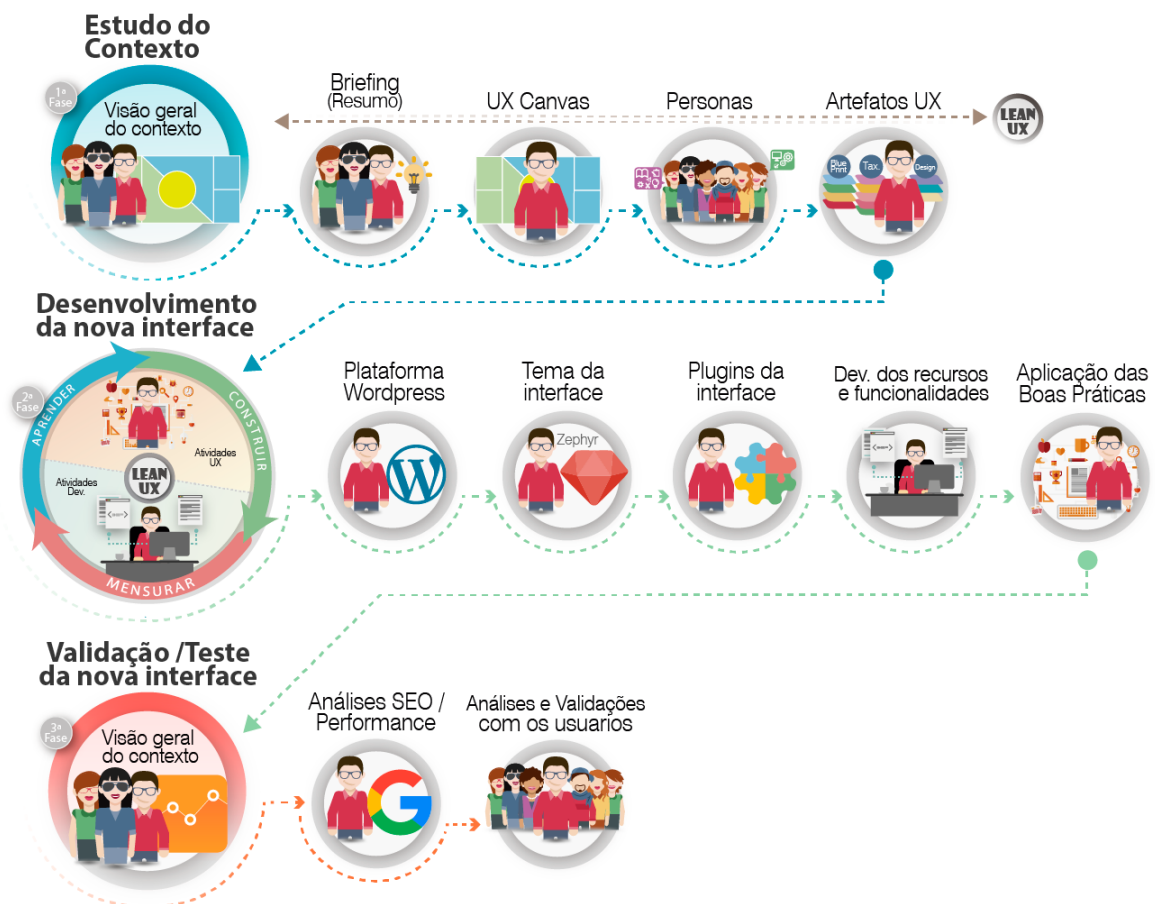 Estudo do
Contexto
1ª
Fase
Visão geral
do contexto
Briefing
(Resumo)
UX Canvas
Personas
Artefatos UX
LEAN
UX
Blue
Print
Tax.
Design
Desenvolvimento
da nova interface
2ª
Fase
APRENDER
CONSTRUIR
MENSURAR
Atividades
UX
LEAN
UX
Atividades
Dev.
Plataforma
Wordpress
Tema da
interface
Zephyr
Plugins da
interface
Dev. dos recursos
e funcionalidades
Aplicação das
Boas Práticas
Validação /Teste
da nova interface
3ª
Fase
Visão geral
do contexto
Análises SEO /
Performance
Análises e Validações
com os usuarios